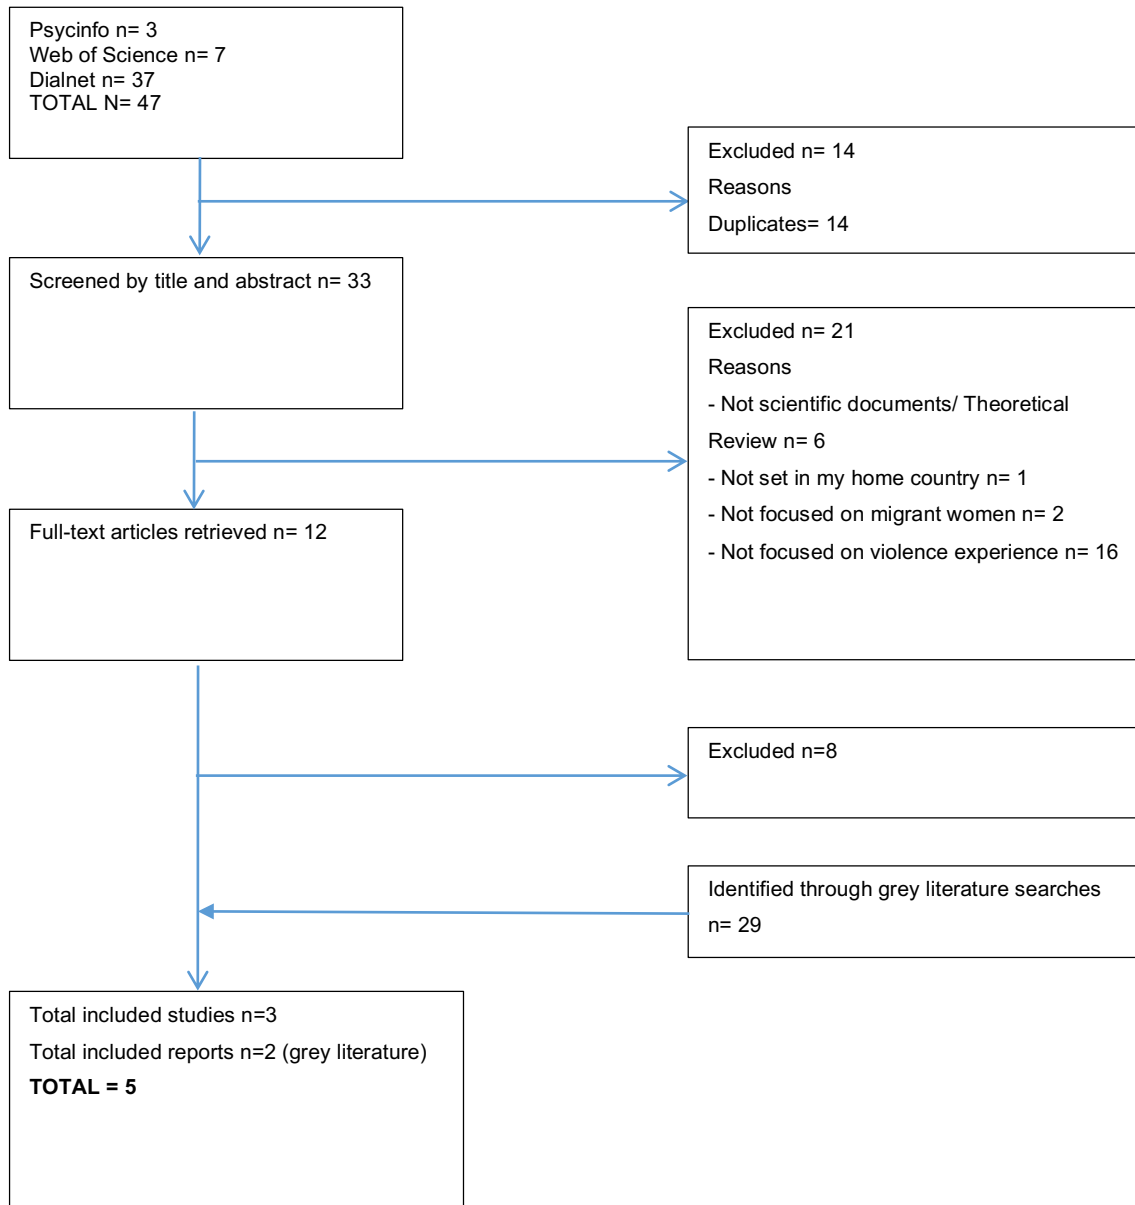 Psycinfo n= 3
Web of Science n= 7
Dialnet n= 37
TOTAL N= 47
Excluded n= 14
Reasons
Duplicates= 14
Screened by title and abstract n= 33
Excluded n= 21
Reasons
- Not scientific documents/ Theoretical
Review n= 6
- Not set in my home country n= 1
- Not focused on migrant women n= 2
- Not focused on violence experience n= 16
Full-text articles retrieved n= 12
Excluded n=8
Identified through grey literature searches
n= 29
Total included studies n=3
Total included reports n=2 (grey literature)
TOTAL = 5